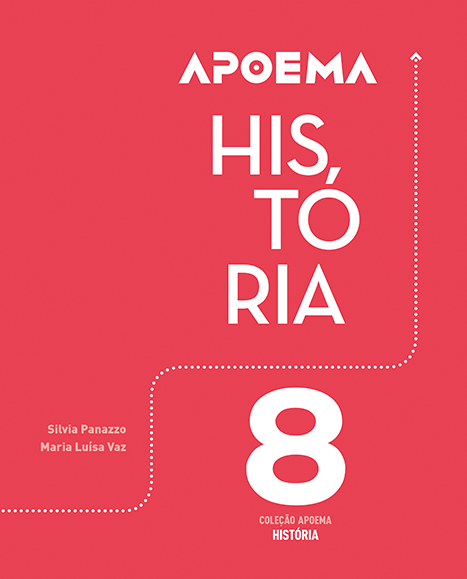 APOEMA
HIS
TÓ
RIA
8
Silvia Panazzo
Maria Luísa Vaz
COLEÇÃO APOEMA
HISTÓRIA